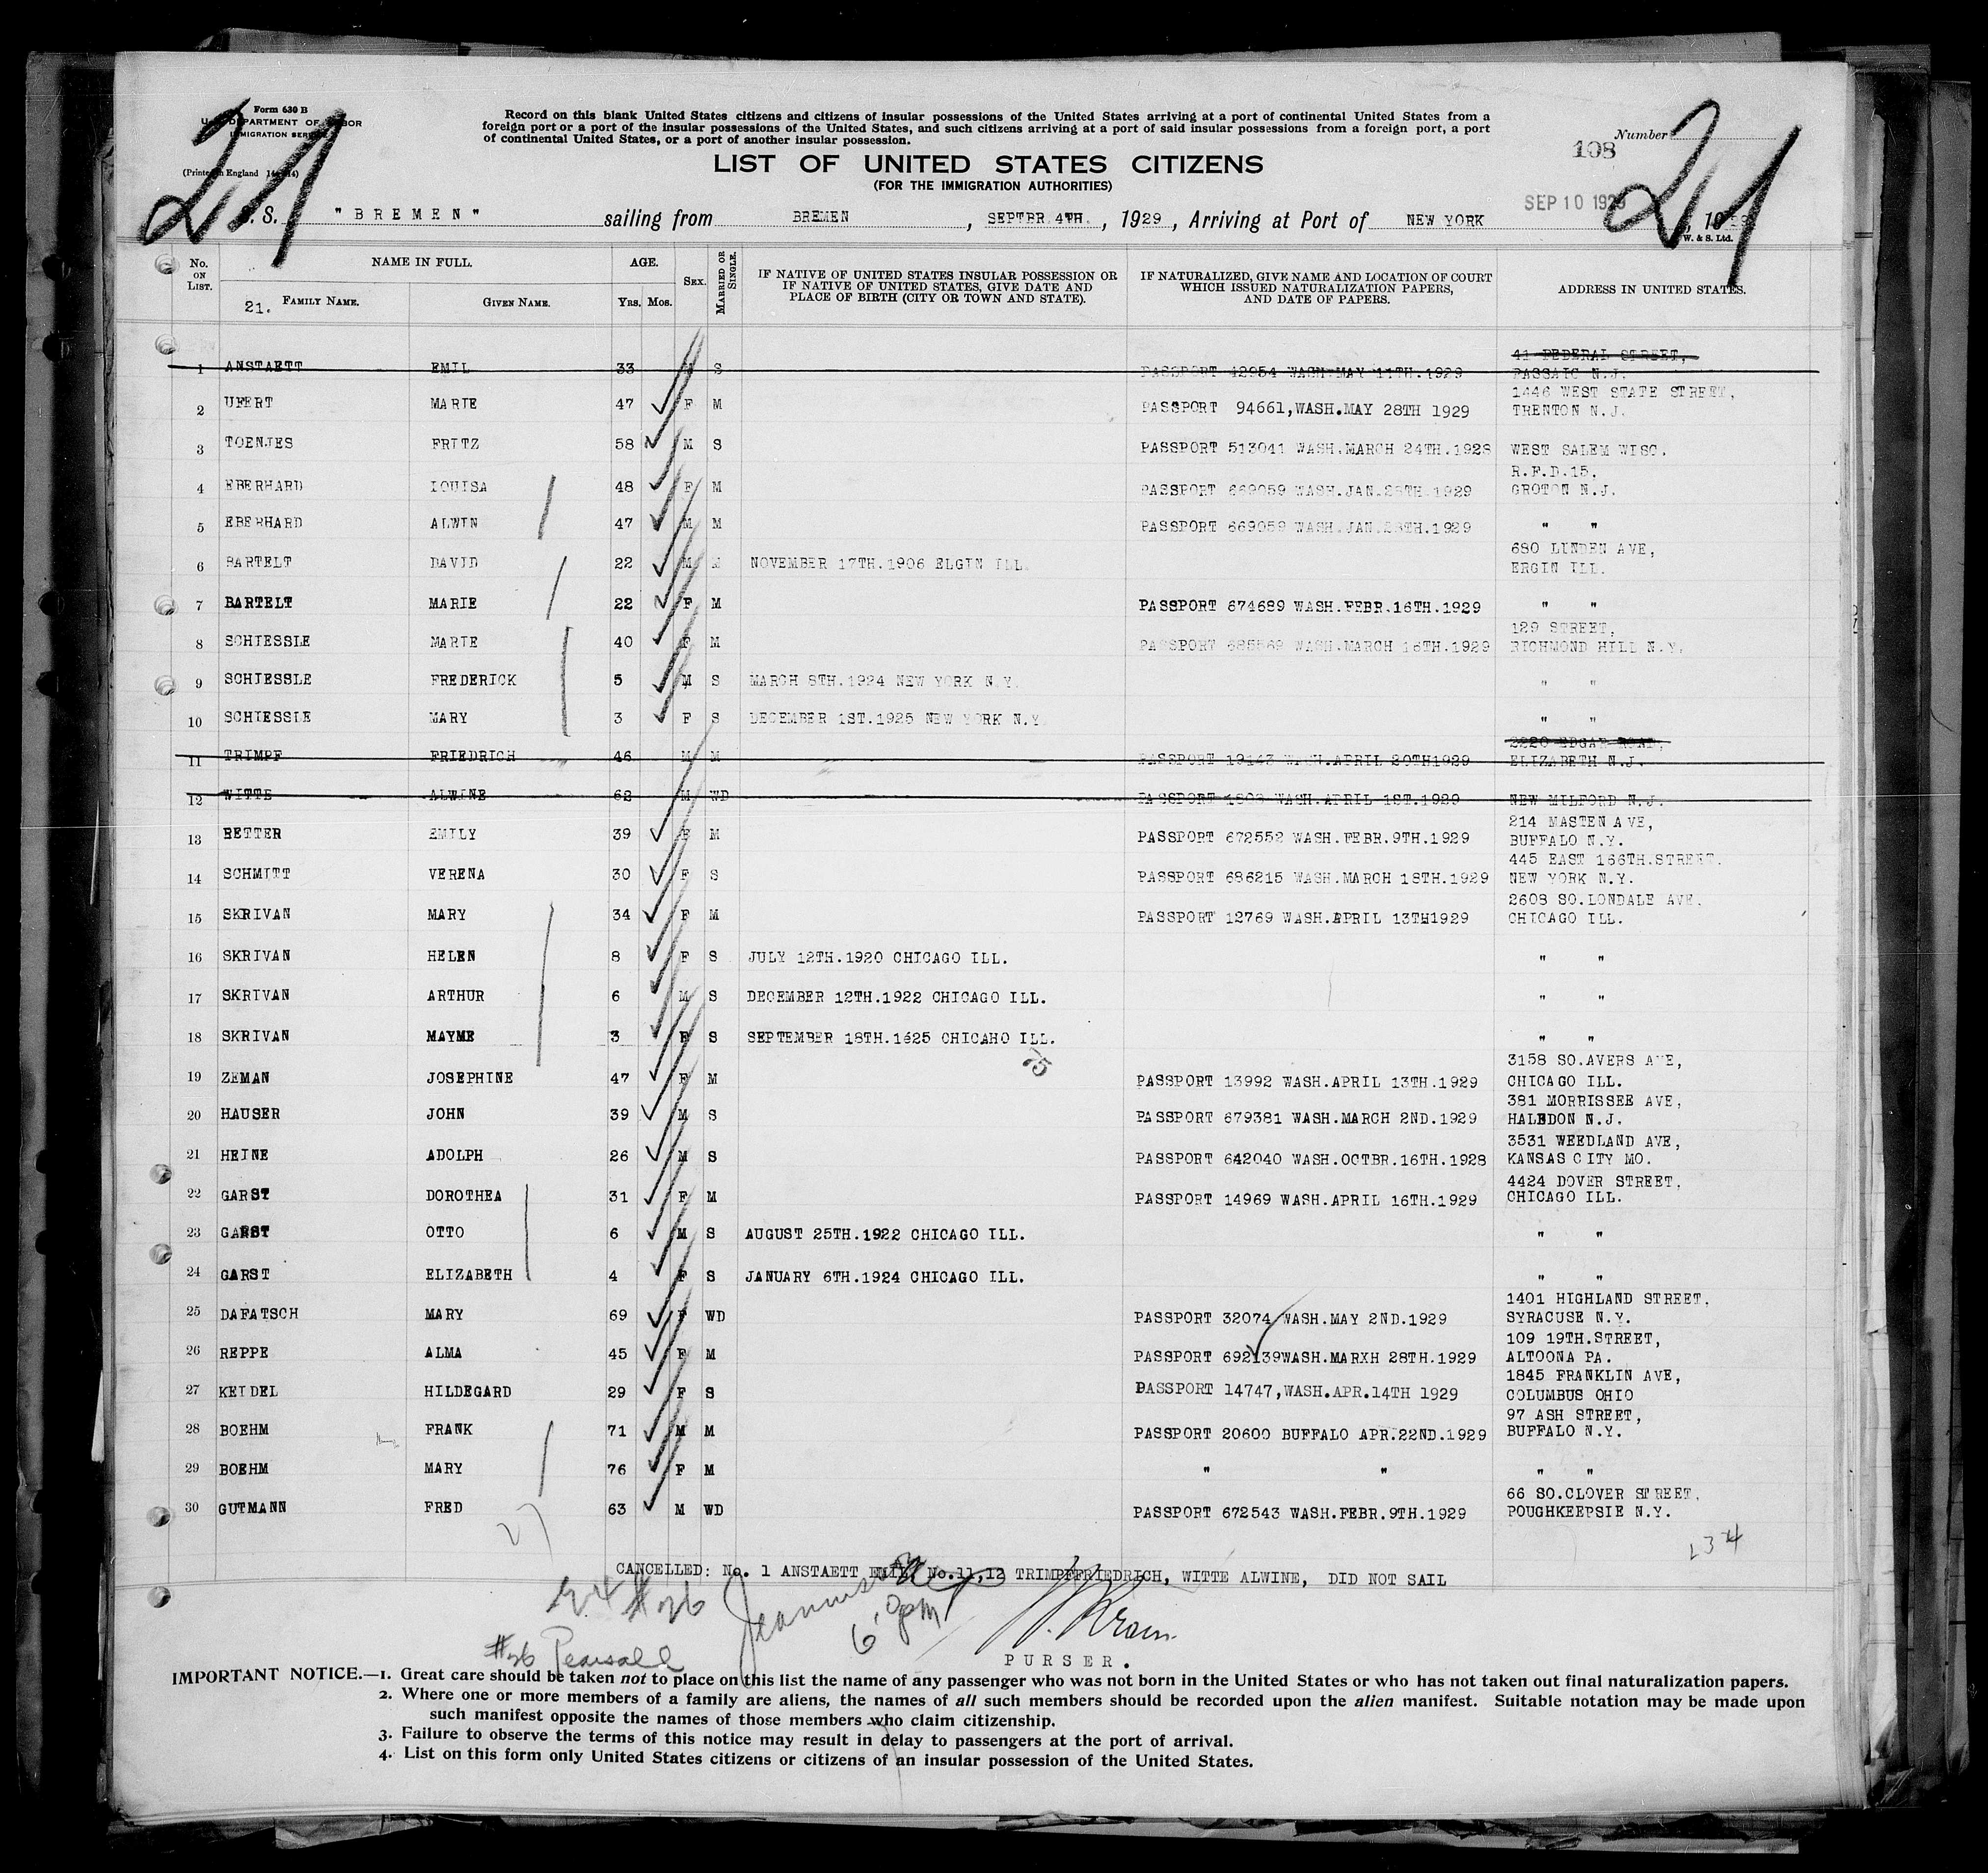 Form 630 B
U. S. DEPARTMENT OF LABOR
IMMIGRATION SERVICE
(Printed in England
Record on this blank United States citizens and citizens of insular possessions of the United States arriving at a port of continental United States from a
foreign port or a port of the insular possessions of the United States, and such citizens arriving at a port of said insular possessions from a foreign port, a port
of continental United States, or a port of another insular possession.
Number
108
LIST OF UNITED STATES CITIZENS
(FOR THE IMMIGRATION AUTHORITIES)
21
21
S. S. "BREMEN" sailing from BREMEN, SEPTBR.4TH., 1929, Arriving at Port of NEW YORK SEP 10 1929, 19
W. & S. Ltd.
No. ON LIST. NAME IN FULL. AGE. SEX. MARRIED OR SINGLE. IF NATIVE OF UNITED STATES INSULAR POSSESSION OR IF NATIVE OF UNITED STATES, GIVE DATE AND PLACE OF BIRTH (CITY OR TOWN AND STATE). IF NATURALIZED, GIVE NAME AND LOCATION OF COURT WHICH ISSUED NATURALIZATION PAPERS, AND DATE OF PAPERS. ADDRESS IN UNITED STATES.
21. FAMILY NAME. GIVEN NAME. YRS. MOS.
1 ANSTAETT EMIL 33 M S PASSPORT 42954 WASH.MAY 11TH.1929 41 FEDERAL STREET, PASSAIC N.J.
2 UFERT MARIE 47 F M PASSPORT 94661,WASH.MAY 28TH 1929 1446 WEST STATE STREET, TRENTON N.J.
3 TOENJES FRITZ 58 M S PASSPORT 513041 WASH.MARCH 24TH.1928 WEST SALEM WISC.
4 EBERHARD LOUISA 48 F M PASSPORT 669059 WASH.JAN.28TH.1929 R.F.D.15, GROTON N.J.
5 EBERHARD ALWIN 47 M M PASSPORT 669059 WASH.JAN.28TH.1929 " "
6 BARTELT DAVID 22 M M NOVEMBER 17TH.1906 ELGIN ILL. 680 LINDEN AVE, ERGIN ILL.
7 BARTELT MARIE 22 F M PASSPORT 674689 WASH.FEBR.16TH.1929 " "
8 SCHIESSLE MARIE 40 F M PASSPORT 685569 WASH.MARCH 16TH.1929 129 STREET, RICHMOND HILL N.Y.
9 SCHIESSLE FREDERICK 5 M S MARCH 8TH.1924 NEW YORK N.Y. " "
10 SCHIESSLE MARY 3 F S DECEMBER 1ST.1925 NEW YORK N.Y. " "
11 TRIMPF FRIEDRICH 46 M M PASSPORT 19143 WASH.APRIL 20TH1929 2220 EDGAR ROAD, ELIZABETH N.J.
12 WITTE ALWINE 62 M WD PASSPORT 1809 WASH.APRIL 1ST.1929 NEW MILFORD N.J.
13 RETTER EMILY 39 F M PASSPORT 672552 WASH.FEBR.9TH.1929 214 MASTEN AVE, BUFFALO N.Y.
14 SCHMITT VERENA 30 F S PASSPORT 686215 WASH.MARCH 18TH.1929 445 EAST 166TH.STREET. NEW YORK N.Y.
15 SKRIVAN MARY 34 F M PASSPORT 12769 WASH.APRIL 13TH1929 2608 SO.LONDALE AVE. CHICAGO ILL.
16 SKRIVAN HELEN 8 F S JULY 12TH.1920 CHICAGO ILL. " "
17 SKRIVAN ARTHUR 6 M S DECEMBER 12TH.1922 CHICAGO ILL. " "
18 SKRIVAN MAYME 3 F S SEPTEMBER 18TH.1625 CHICAHO ILL. " "
25
19 ZEMAN JOSEPHINE 47 F M PASSPORT 13992 WASH.APRIL 13TH.1929 3158 SO.AVERS AVE, CHICAGO ILL.
20 HAUSER JOHN 39 M S PASSPORT 679381 WASH.MARCH 2ND.1929 381 MORRISSEE AVE, HALEDON N.J.
21 HEINE ADOLPH 26 M S PASSPORT 642040 WASH.OCTBR.16TH.1928 3531 WEEDLAND AVE, KANSAS CITY MO.
22 GARST DOROTHEA 31 F M PASSPORT 14969 WASH.APRIL 16TH.1929 4424 DOVER STREET, CHICAGO ILL.
23 GARST OTTO 6 M S AUGUST 25TH.1922 CHICAGO ILL. " "
24 GARST ELIZABETH 4 F S JANUARY 6TH.1924 CHICAGO ILL. " "
25 DAFATSCH MARY 69 F WD PASSPORT 32074 WASH.MAY 2ND.1929 1401 HIGHLAND STREET. SYRACUSE N.Y.
26 REPPE ALMA 45 F M PASSPORT 692139WASH.MARXH 28TH.1929 109 19TH.STREET, ALTOONA PA.
27 KEIDEL HILDEGARD 29 F S PASSPORT 14747,WASH.APR.14TH 1929 1845 FRANKLIN AVE, COLUMBUS OHIO
28 BOEHM FRANK 71 M M PASSPORT 20600 BUFFALO APR.22ND.1929 97 ASH STREET, BUFFALO N.Y.
29 BOEHM MARY 76 F M " " " "
30 GUTMANN FRED 63 M WD PASSPORT 672543 WASH.FEBR.9TH.1929 66 SO.CLOVER STREET, POUGHKEEPSIE N.Y.
27
CANCELLED: No. 1 ANSTAETT EMIL, No.11,12 TRIMPFFRIEDRICH, WITTE ALWINE, DID NOT SAIL
#26
6
pm
#26 Pearsall
PURSER.
IMPORTANT NOTICE.—1. Great care should be taken not to place on this list the name of any passenger who was not born in the United States or who has not taken out final naturalization papers.
2. Where one or more members of a family are aliens, the names of all such members should be recorded upon the alien manifest. Suitable notation may be made upon
such manifest opposite the names of those members who claim citizenship.
3. Failure to observe the terms of this notice may result in delay to passengers at the port of arrival.
4. List on this form only United States citizens or citizens of an insular possession of the United States.